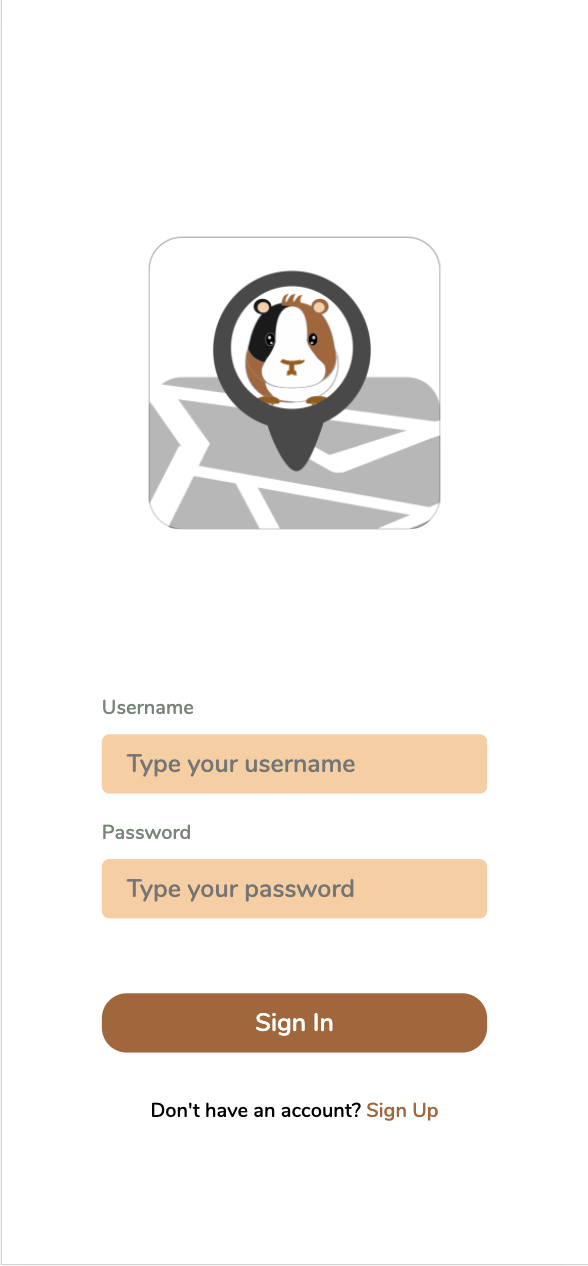 Username
Type your username
Password
Type your password
Sign In
Don't have an account? Sign Up